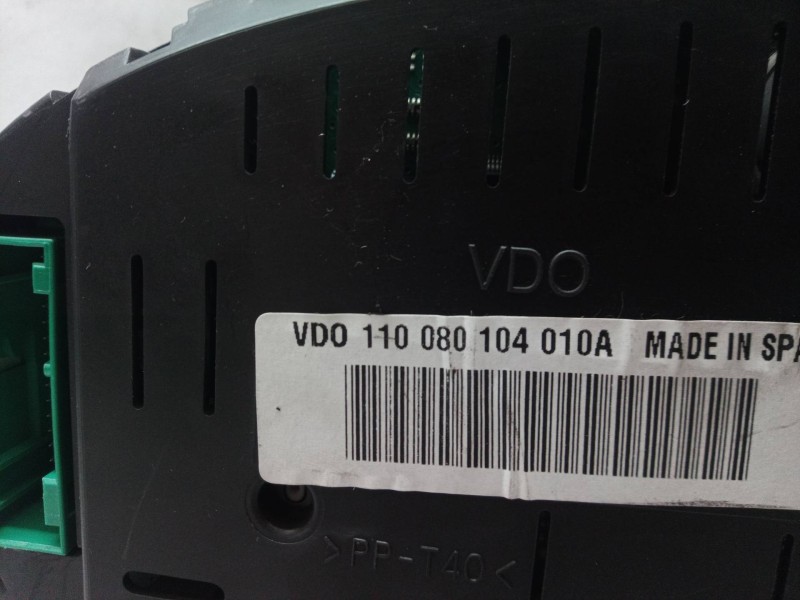 VDO
VDO 110 080 104 010A MADE IN SPA
>PP-T40<